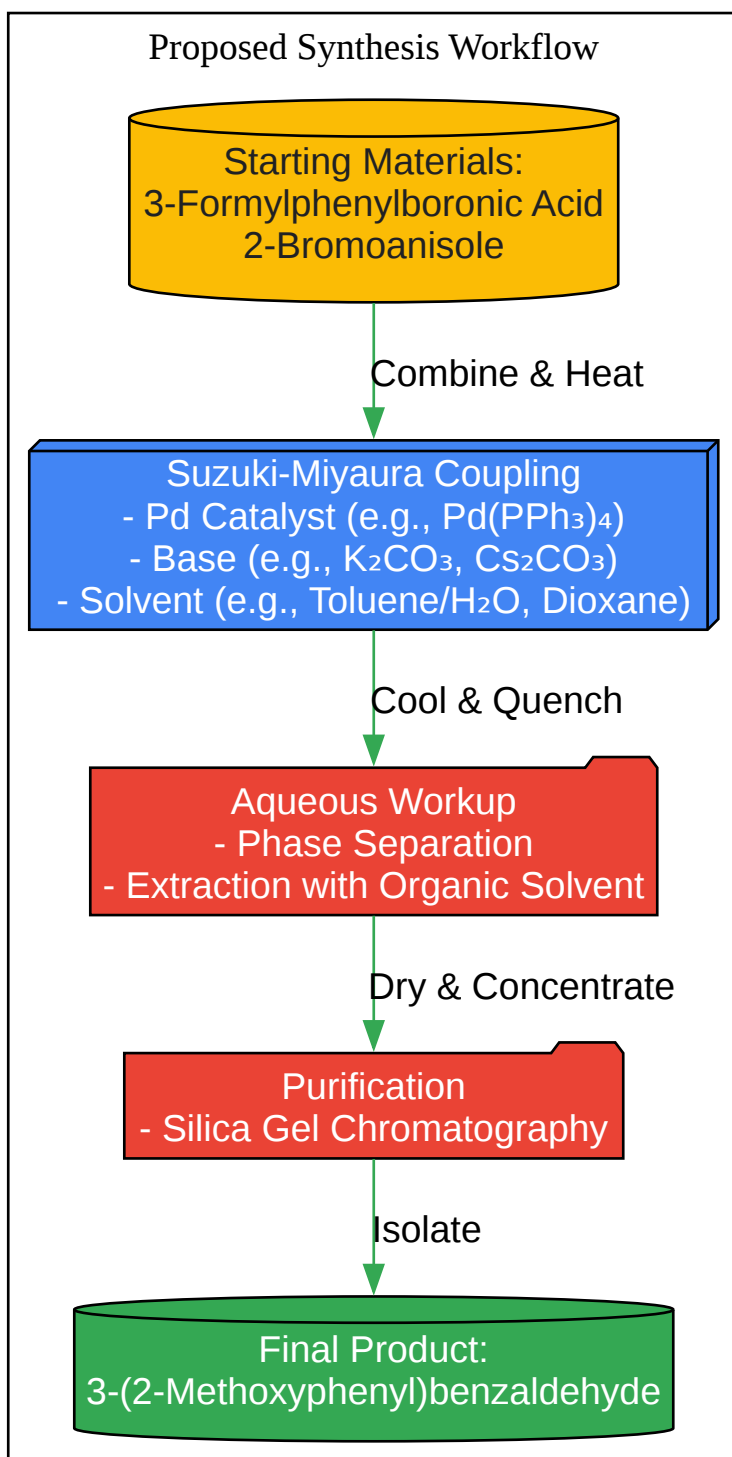 Proposed Synthesis Workflow
Starting Materials:
3-Formylphenylboronic Acid
2-Bromoanisole
Combine & Heat
Suzuki-Miyaura Coupling
- Pd Catalyst (e.g., Pd(PPh₃)₄)
- Base (e.g., K₂CO₃, Cs₂CO₃)
- Solvent (e.g., Toluene/H₂O, Dioxane)
Cool & Quench
Aqueous Workup
- Phase Separation
- Extraction with Organic Solvent
Dry & Concentrate
Purification
- Silica Gel Chromatography
Isolate
Final Product:
3-(2-Methoxyphenyl)benzaldehyde